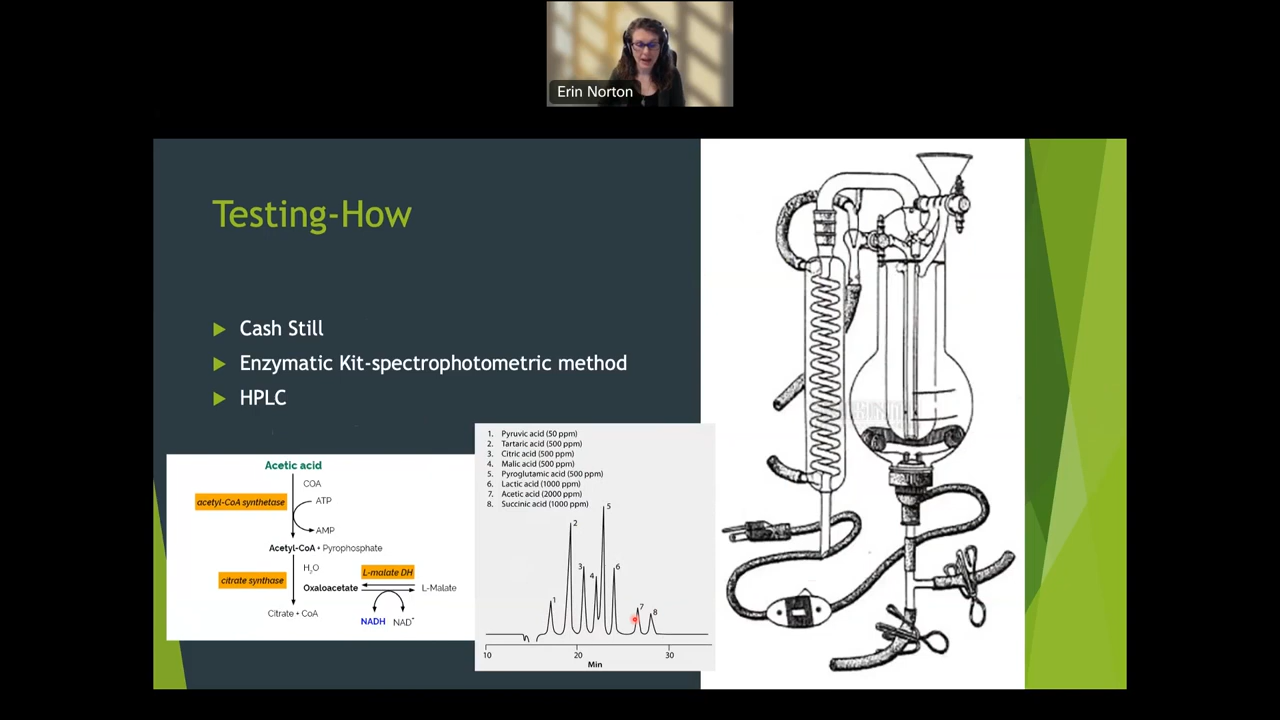 Erin Norton
Testing-How
Cash Still
Enzymatic Kit-spectrophotometric method
HPLC
Acetic acid
COA
acetyl-CoA synthetase
ATP
AMP
Acetyl-CoA + Pyrophosphate
H2O
L-malate DH
citrate synthase
Oxaloacetate
L-Malate
Citrate + CoA
NADH
NAD+
1. Pyruvic acid (50 ppm)
2. Tartaric acid (500 ppm)
3. Citric acid (500 ppm)
4. Malic acid (500 ppm)
5. Pyroglutamic acid (500 ppm)
6. Lactic acid (1000 ppm)
7. Acetic acid (2000 ppm)
8. Succinic acid (1000 ppm)
5
2
3
6
4
1
7
8
10
20
30
Min